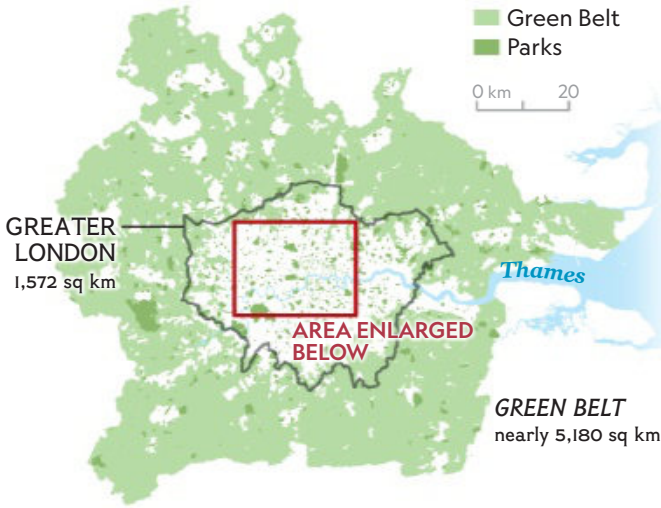 Green Belt
Parks
0 km 20
GREATER
LONDON
1,572 sq km
Thames
AREA ENLARGED
BELOW
GREEN BELT
nearly 5,180 sq km